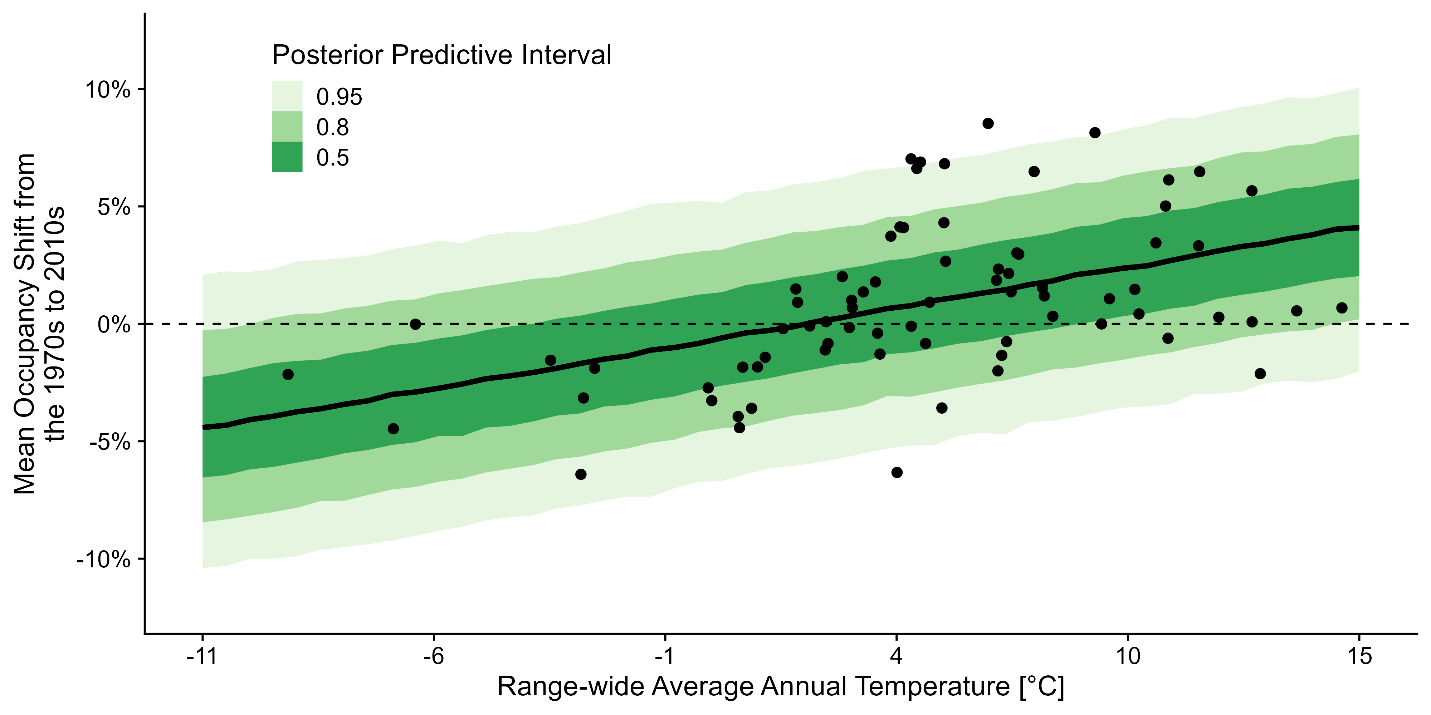 Posterior Predictive Interval
0.95
0.8
0.5
Mean Occupancy Shift from
the 1970s to 2010s
10%
5%
0%
-5%
-10%
-11 -6 -1 4 10 15
Range-wide Average Annual Temperature [°C]